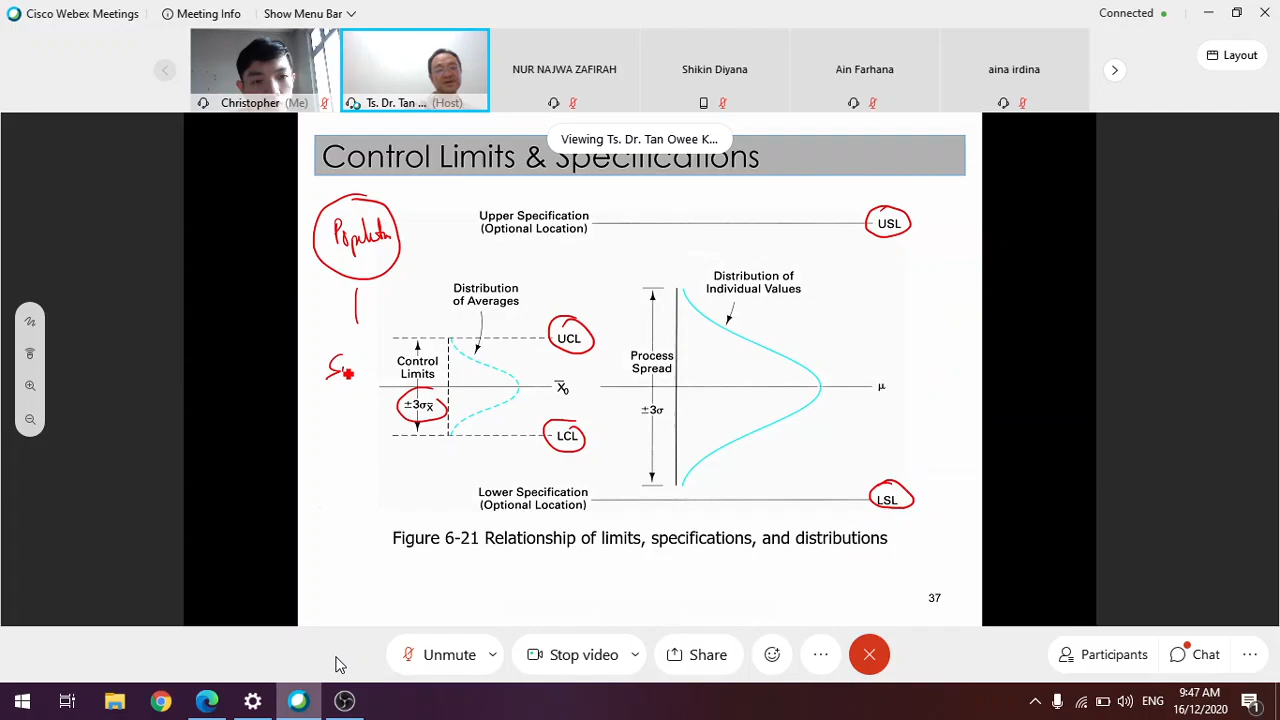 Cisco Webex Meetings
Meeting Info
Show Menu Bar
Connected
Christopher (Me)
Ts. Dr. Tan ... (Host)
NUR NAJWA ZAFIRAH
Shikin Diyana
Ain Farhana
aina irdina
Layout
Viewing Ts. Dr. Tan Owee K...
Control Limits & Specifications
Upper Specification
(Optional Location)
USL
Distribution
of Averages
Distribution of
Individual Values
UCL
Control
Limits
±3σx̄
X̄0
LCL
Process
Spread
±3σ
μ
Lower Specification
(Optional Location)
LSL
Figure 6-21 Relationship of limits, specifications, and distributions
37
Unmute
Stop video
Share
Participants
Chat
ENG
9:47 AM
16/12/2020
1